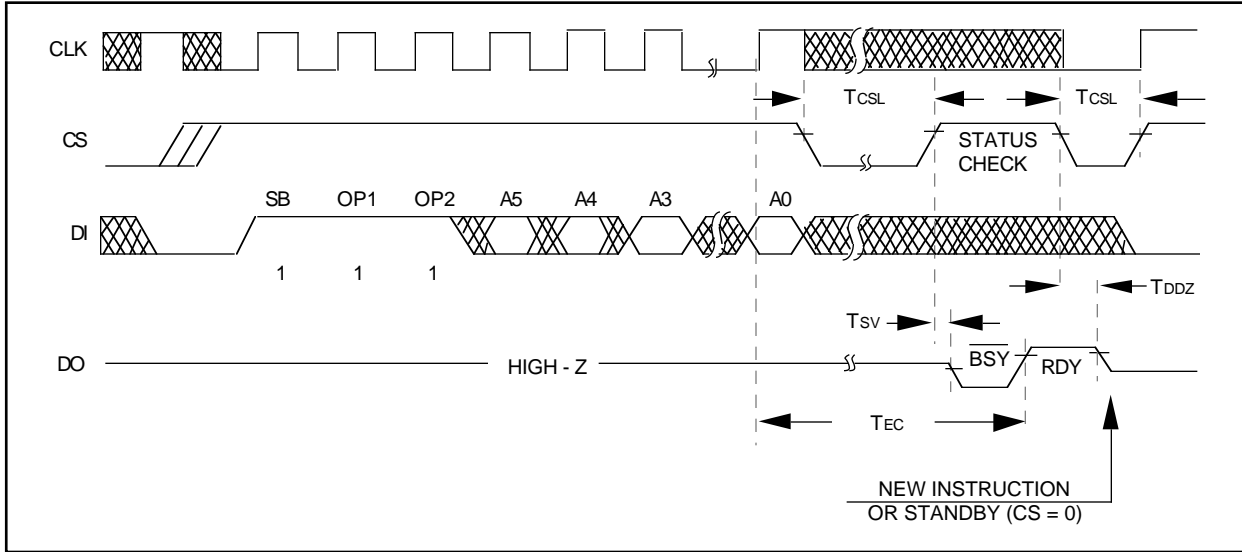 CLK
TCSL
TCSL
CS
STATUS
CHECK
SB OP1 OP2 A5 A4 A3 A0
DI
1 1 1
TDDZ
TSV
BSY
RDY
DO
HIGH - Z
TEC
NEW INSTRUCTION
OR STANDBY (CS = 0)